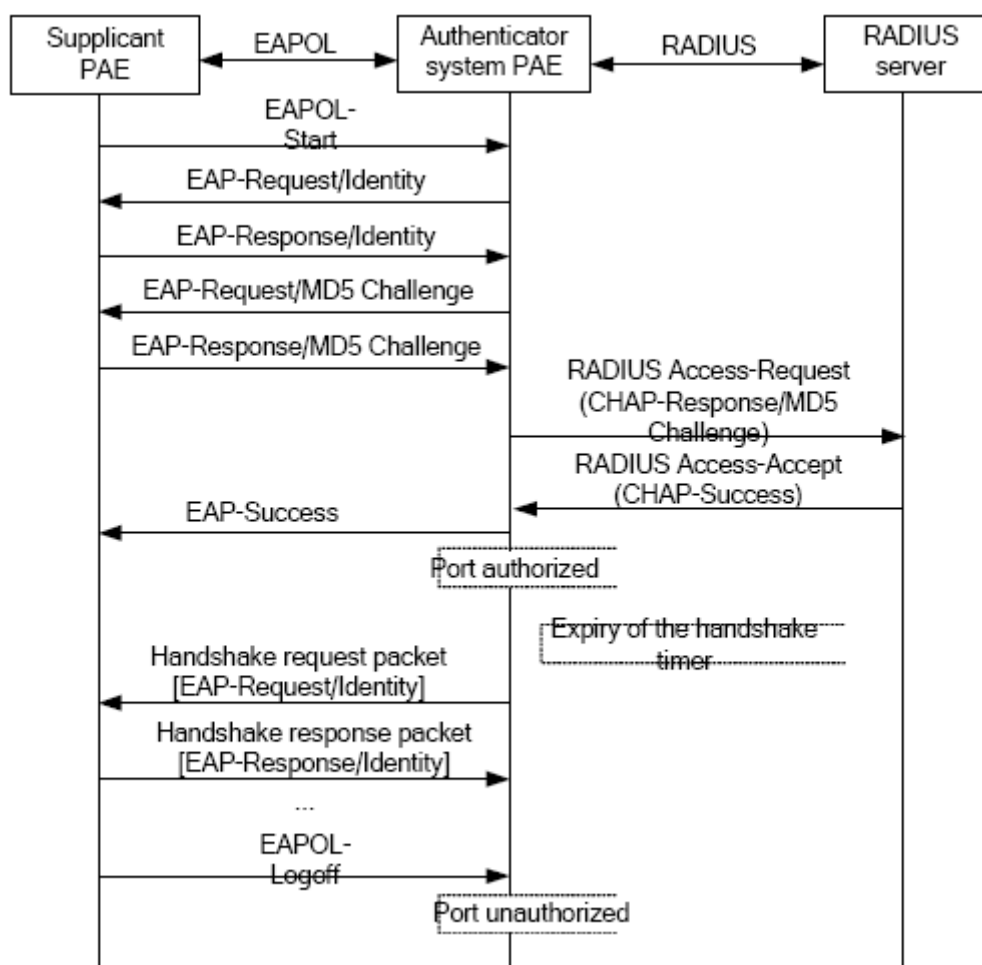 Supplicant
PAE
EAPOL
Authenticator
system PAE
RADIUS
RADIUS
server
EAPOL-
Start
EAP-Request/Identity
EAP-Response/Identity
EAP-Request/MD5 Challenge
EAP-Response/MD5 Challenge
RADIUS Access-Request
(CHAP-Response/MD5
Challenge)
RADIUS Access-Accept
(CHAP-Success)
EAP-Success
Port authorized
Expiry of the handshake
timer
Handshake request packet
[EAP-Request/Identity]
Handshake response packet
[EAP-Response/Identity]
...
EAPOL-
Logoff
Port unauthorized